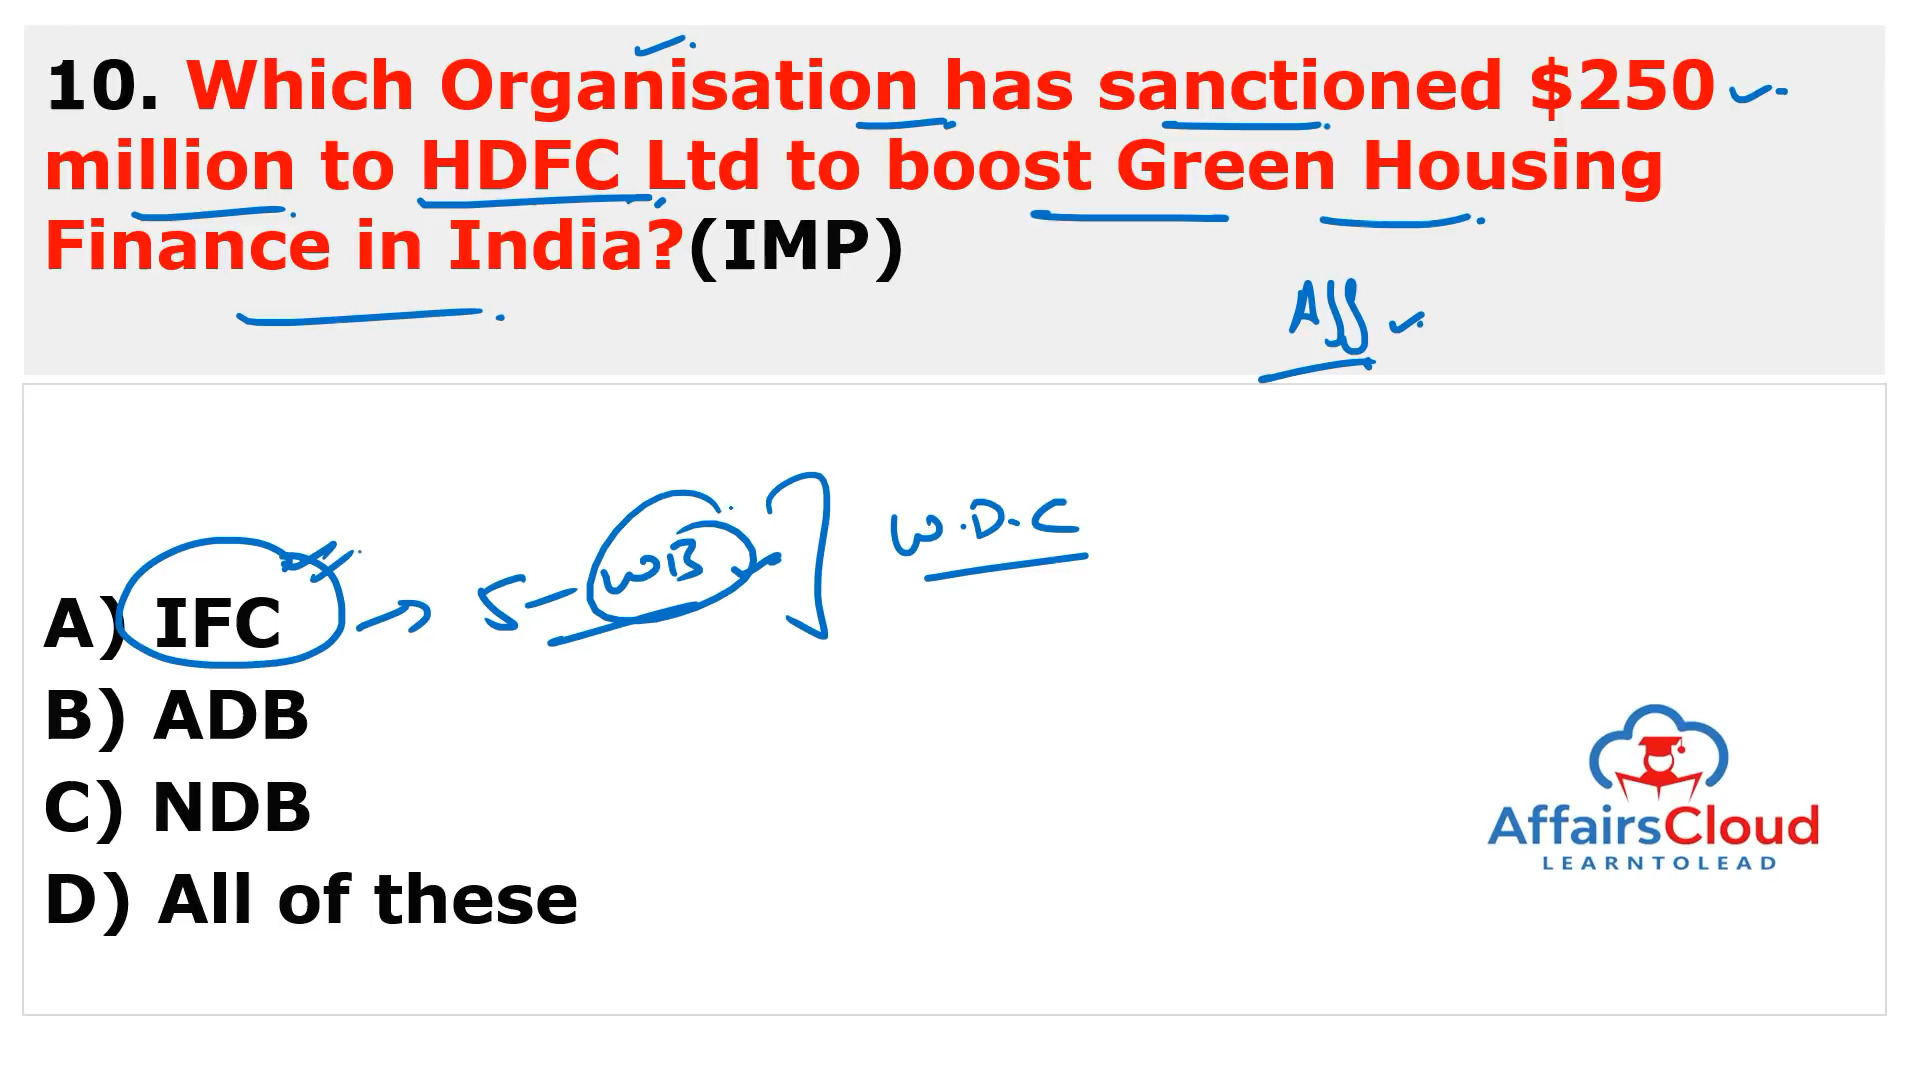 10. Which Organisation has sanctioned $250
million to HDFC Ltd to boost Green Housing
Finance in India?(IMP)
Aff
WB
W.D.C
5
A) IFC
B) ADB
C) NDB
D) All of these
AffairsCloud
LEARNTOLEAD